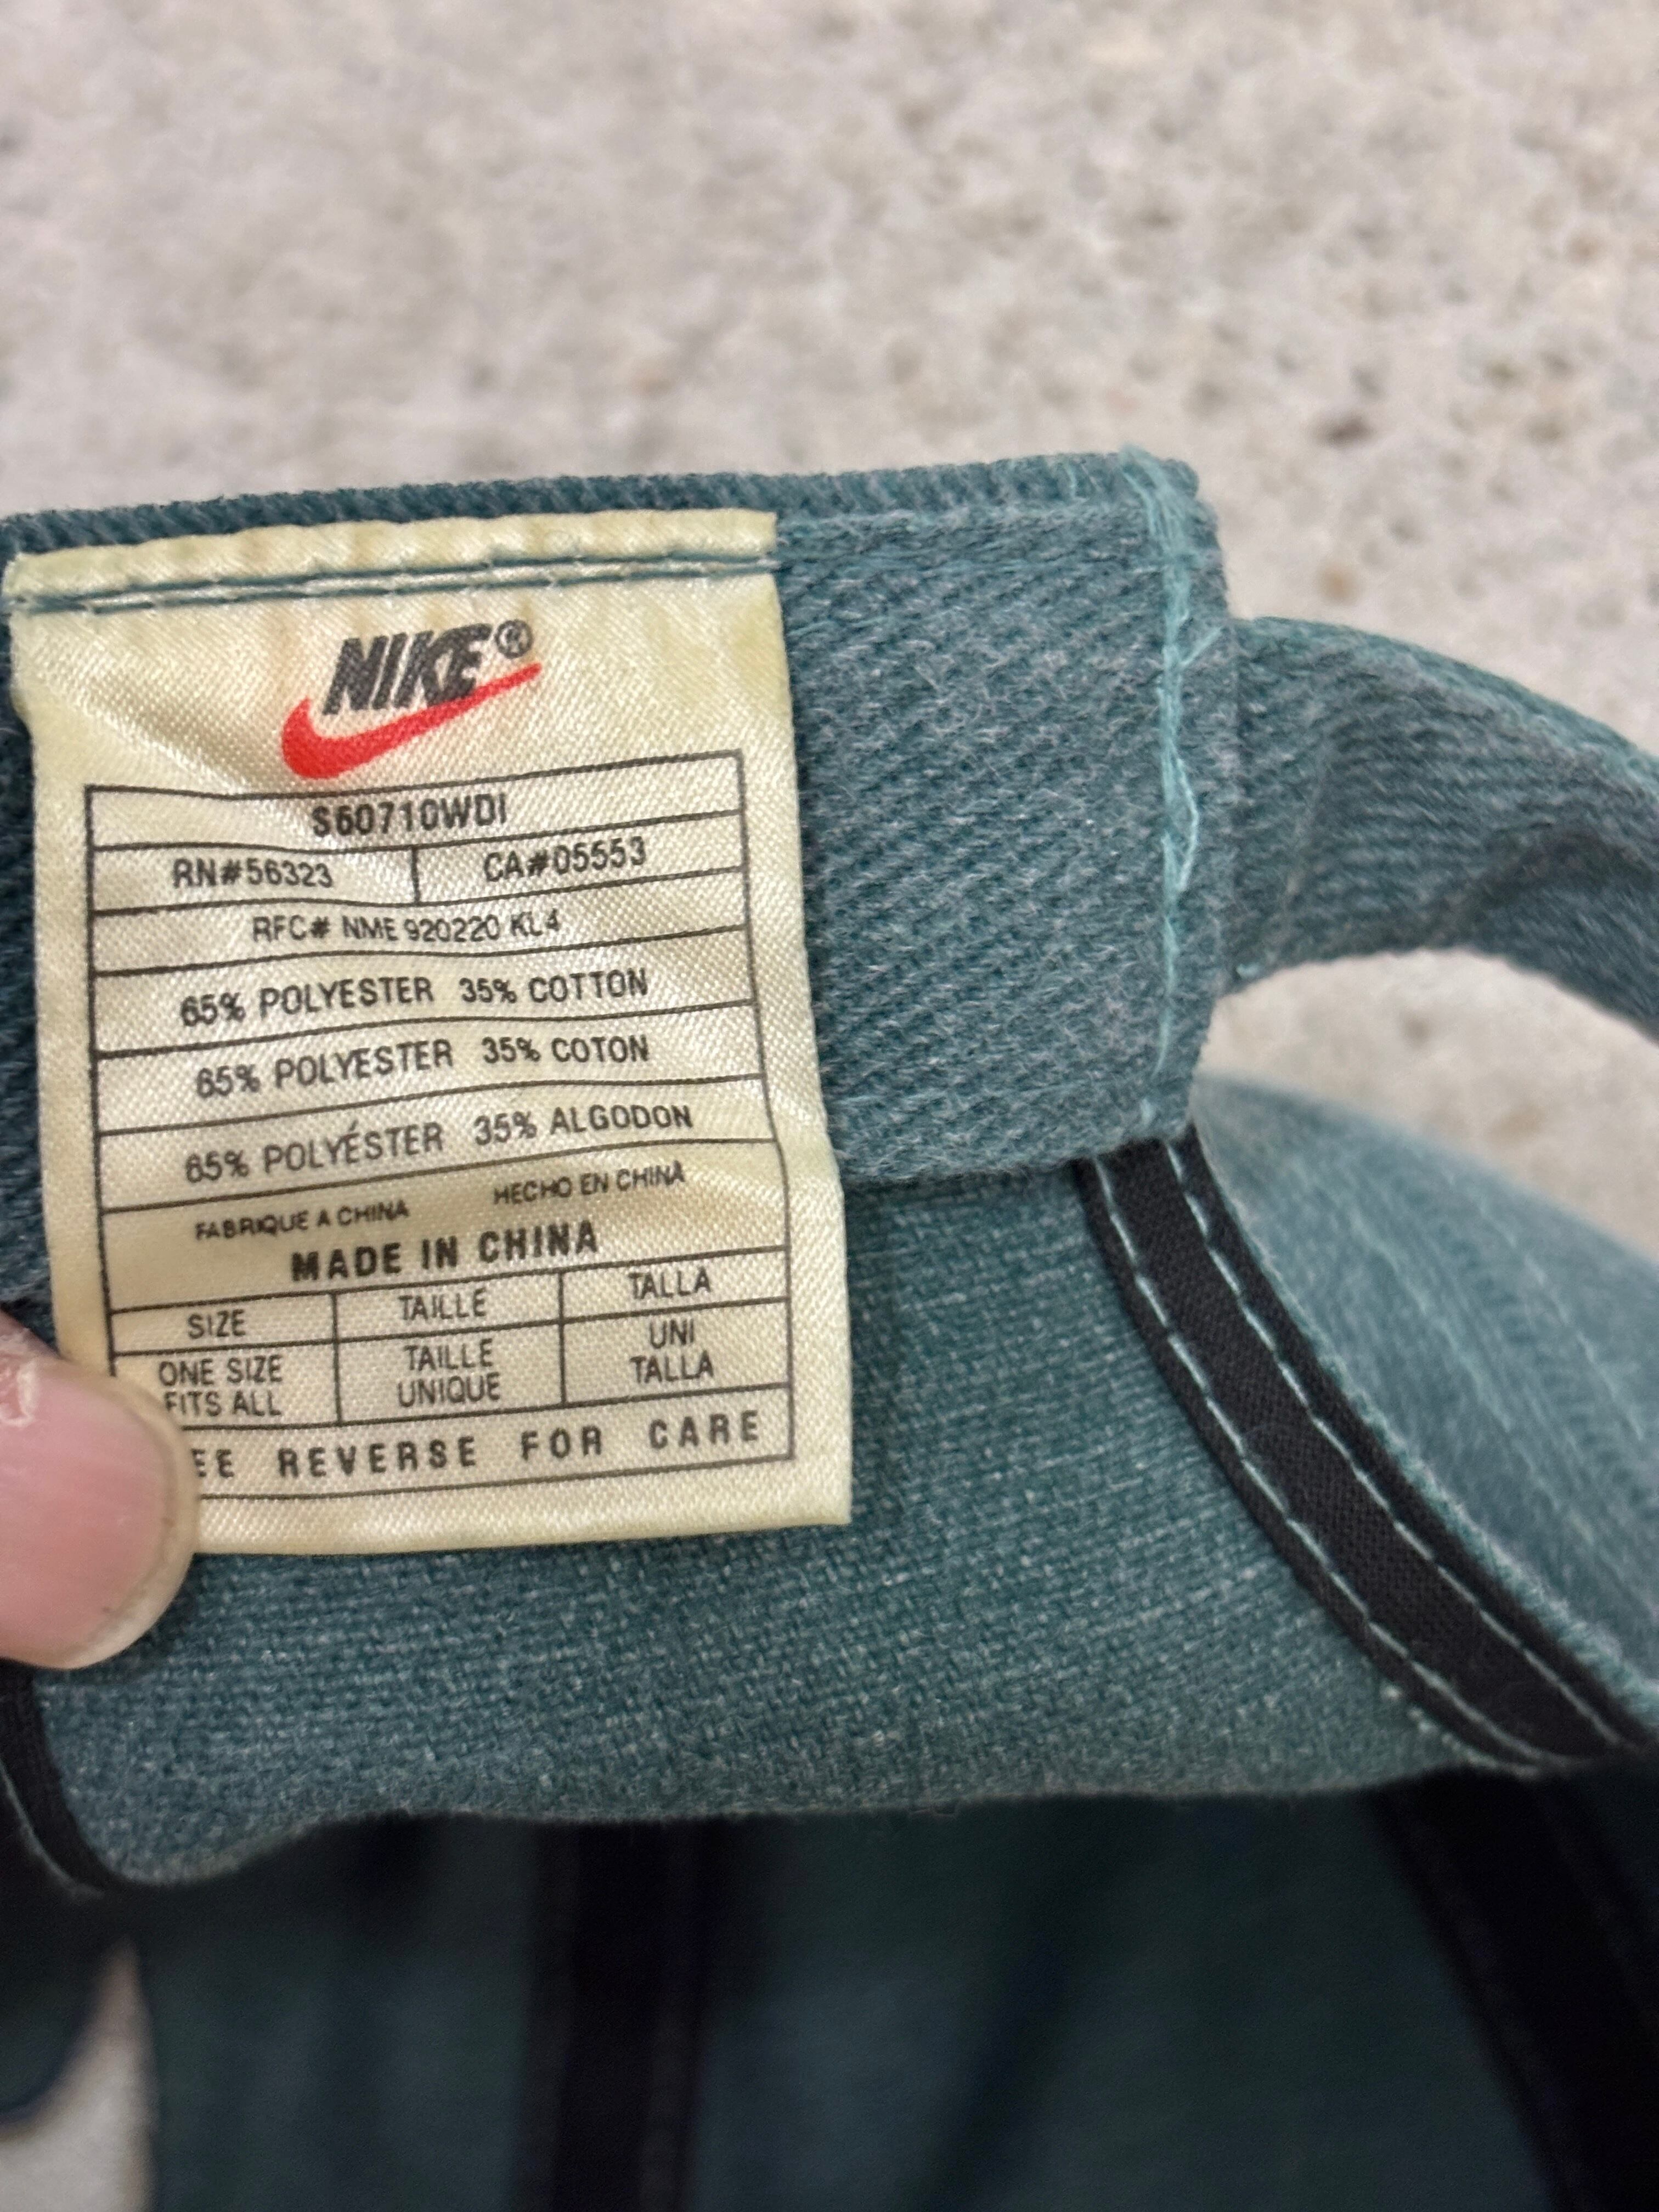 NIKE®
S60710WDI
RN#56323 CA#05553
RFC# NME 920220 KL4
65% POLYESTER 35% COTTON
65% POLYESTER 35% COTON
65% POLYÉSTER 35% ALGODON
FABRIQUE A CHINA HECHO EN CHINA
MADE IN CHINA
SIZE TAILLE TALLA
ONE SIZE TAILLE UNI
FITS ALL UNIQUE TALLA
EE REVERSE FOR CARE